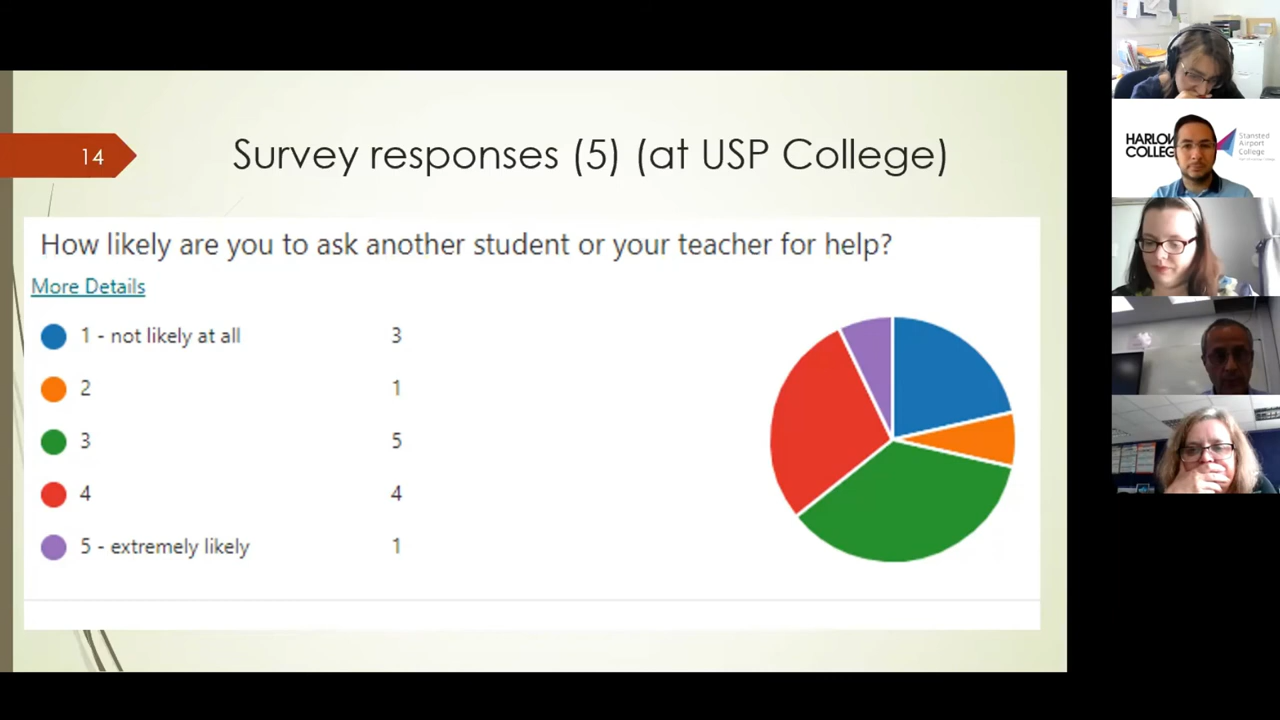 14
Survey responses (5) (at USP College)
How likely are you to ask another student or your teacher for help?
More Details
1 - not likely at all 3
2 1
3 5
4 4
5 - extremely likely 1
Stansted
Airport
College